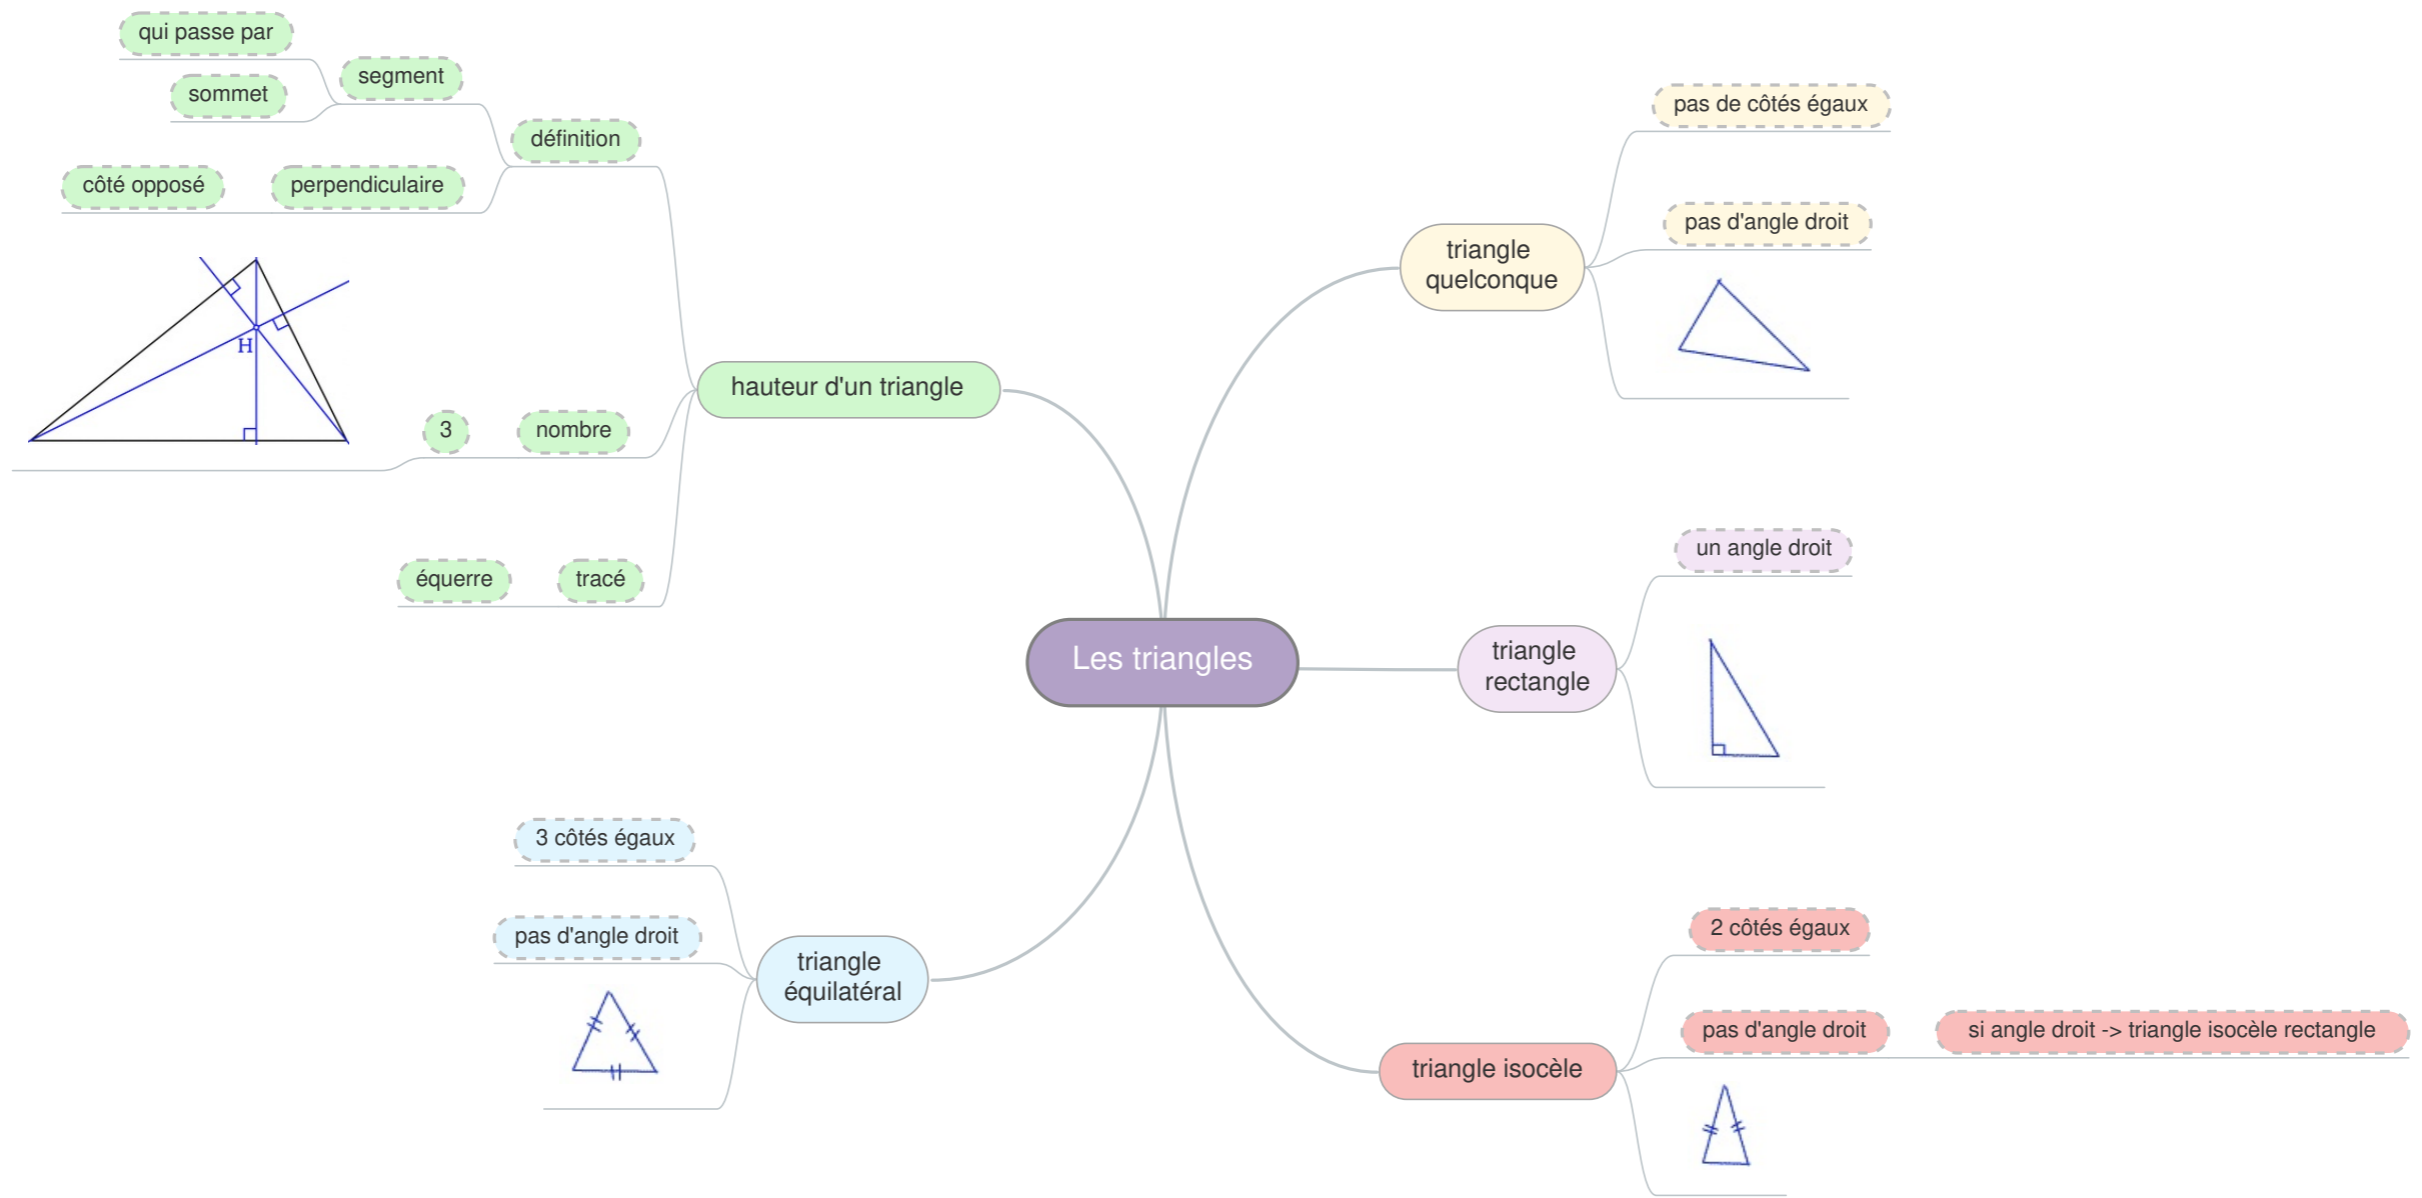 qui passe par
segment
sommet
définition
côté opposé
perpendiculaire
H
hauteur d'un triangle
3
nombre
équerre
tracé
Les triangles
pas de côtés égaux
pas d'angle droit
triangle
quelconque
un angle droit
triangle
rectangle
3 côtés égaux
pas d'angle droit
triangle
équilatéral
2 côtés égaux
pas d'angle droit
si angle droit -> triangle isocèle rectangle
triangle isocèle